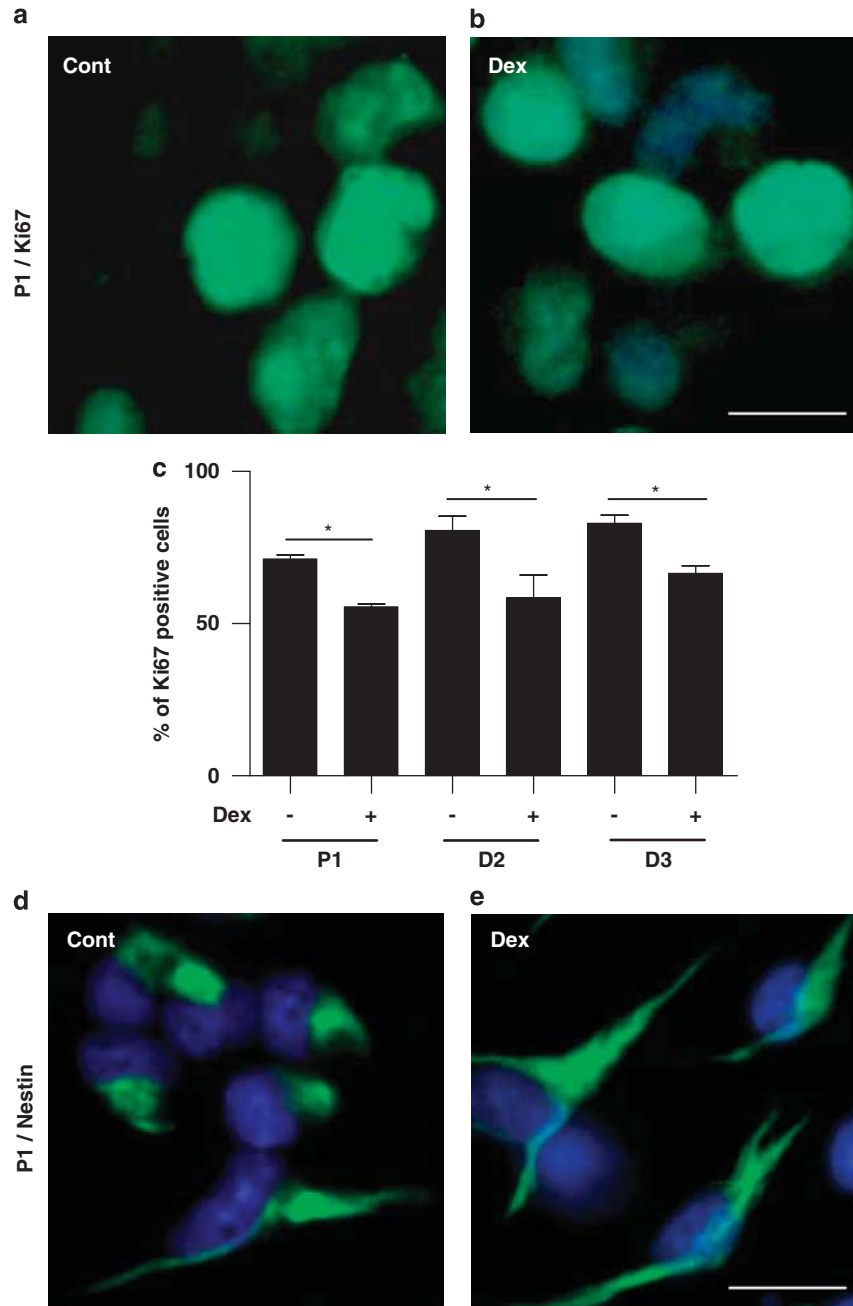 a
b
Cont
Dex
P1 / Ki67
c
100
50
0
% of Ki67 positive cells
*
*
*
Dex
- + - + - +
P1 D2 D3
d
e
Cont
Dex
P1 / Nestin